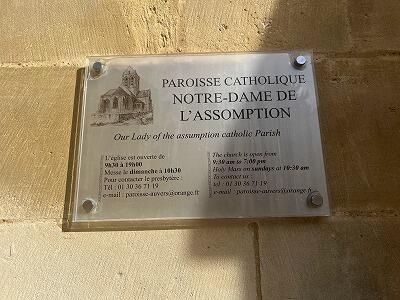 PAROISSE CATHOLIQUE
NOTRE-DAME DE
L'ASSOMPTION
Our Lady of the assumption catholic Parish
L'église est ouverte de
9h30 à 19h00
Messe le dimanche à 10h30
Pour contacter le presbytère :
Tél : 01 30 36 71 19
e-mail : paroisse-auvers@orange.fr
The church is open from
9:30 am to 7:00 pm
Holy Mass on sundays at 10:30 am
To contact us :
tel : 01 30 36 71 19
e-mail : paroisse-auvers@orange.fr